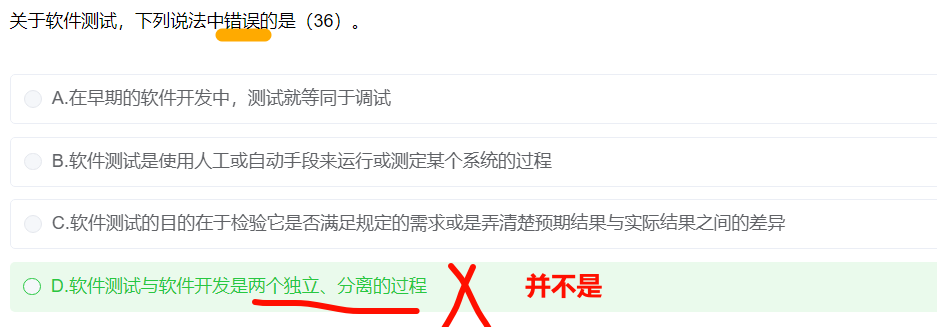 关于软件测试，下列说法中错误的是（36）。
A.在早期的软件开发中，测试就等同于调试
B.软件测试是使用人工或自动手段来运行或测定某个系统的过程
C.软件测试的目的在于检验它是否满足规定的需求或是弄清楚预期结果与实际结果之间的差异
D.软件测试与软件开发是两个独立、分离的过程 并不是